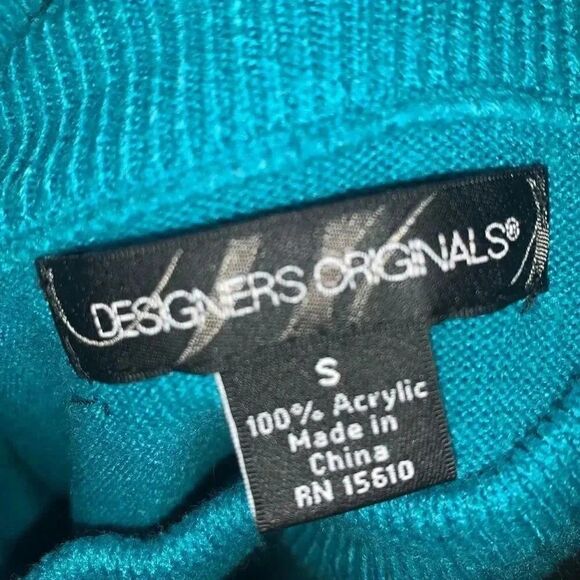 DESIGNERS ORIGINALS®
S
100% Acrylic
Made in
China
RN 15610